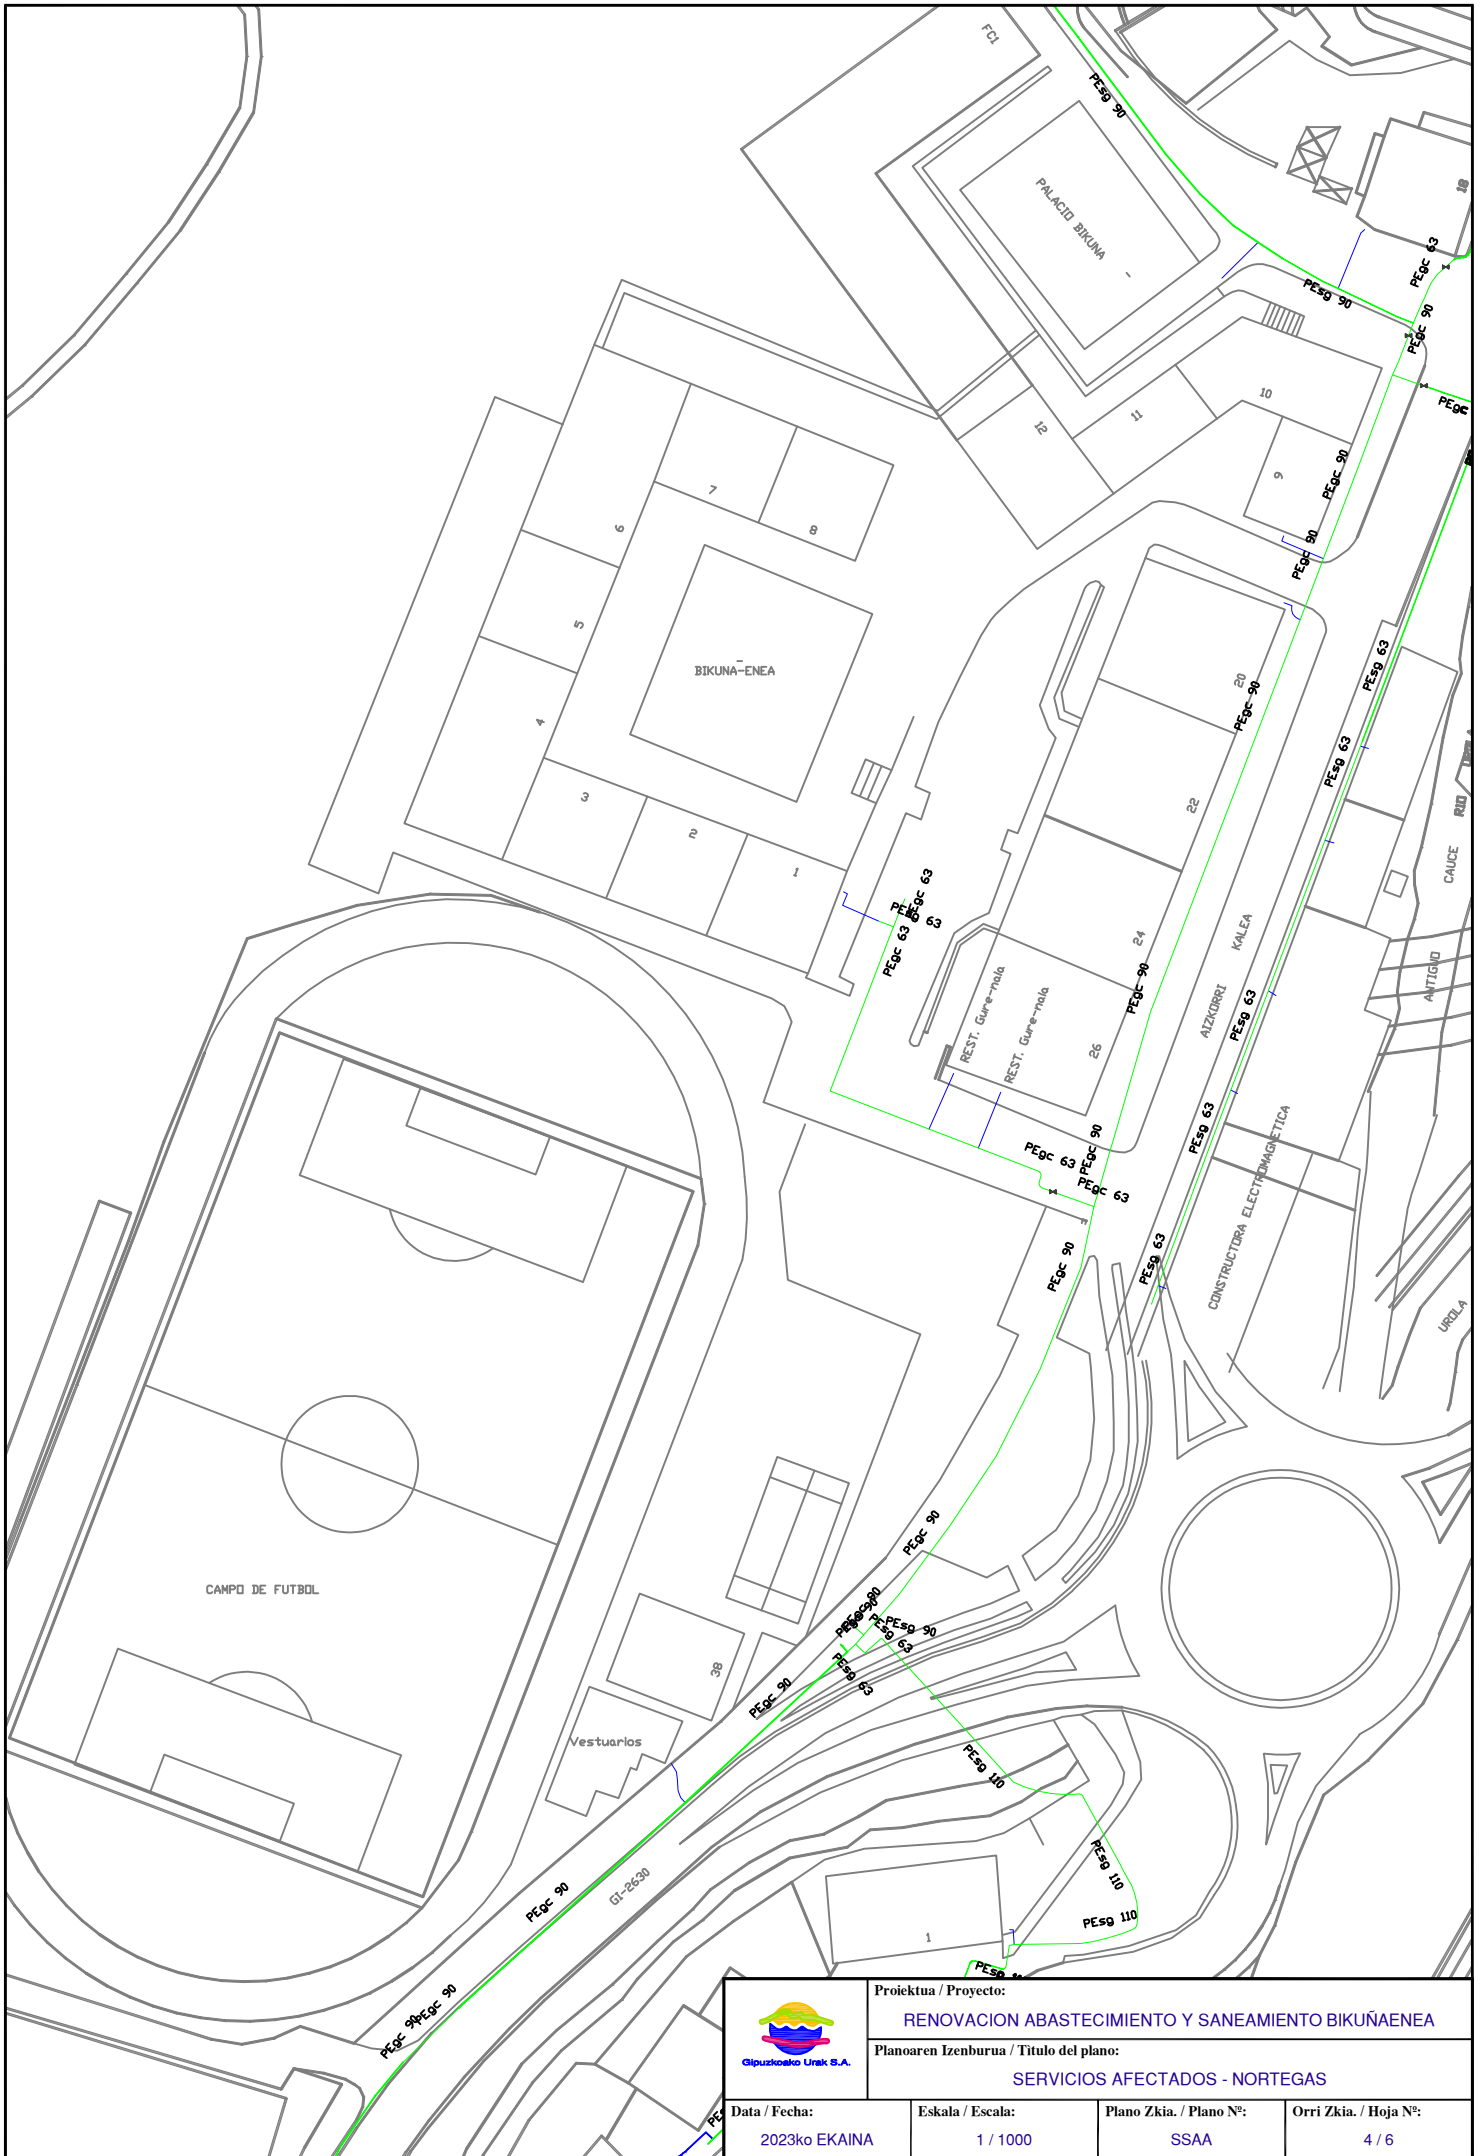 FC1
PEsg 90
PALACIO BIKUNA
18
PEgc 63
PEsg 90
PEgc 90
PEgc
10
11
12
9
PEgc 90
7
8
6
PEgc 90
5
BIKUNA-ENEA
20
PEsg 63
4
PEgc 90
PEsg 63
3
2
1
22
RIO
CAUCE
PEgc 63
63
PEgc 63
24
KALEA
ANTIGUO
PEgc 90
AIZKORRI
REST. Gure-nala
REST. Gure-nala
26
PEsg 63
PEsg 63
PEgc 90
PEgc 63
PEgc 63
CONSTRUCTORA ELECTROMAGNETICA
PEgc 90
PEsg 63
UROLA
PEgc 90
CAMPO DE FUTBOL
PEsg 90
PEsg 63
PEsg 63
38
PEgc 90
Vestuarios
PEsg 110
PEsg 110
GI-2630
PEgc 90
PEsg 110
1
PEgc 90
PEgc 90
Proiektua / Proyecto:
RENOVACION ABASTECIMIENTO Y SANEAMIENTO BIKUÑAENEA
Planoaren Izenburua / Titulo del plano:
SERVICIOS AFECTADOS - NORTEGAS
Gipuzkoako Urak S.A.
Data / Fecha:
2023ko EKAINA
Eskala / Escala:
1 / 1000
Plano Zkia. / Plano Nº:
SSAA
Orri Zkia. / Hoja Nº:
4 / 6